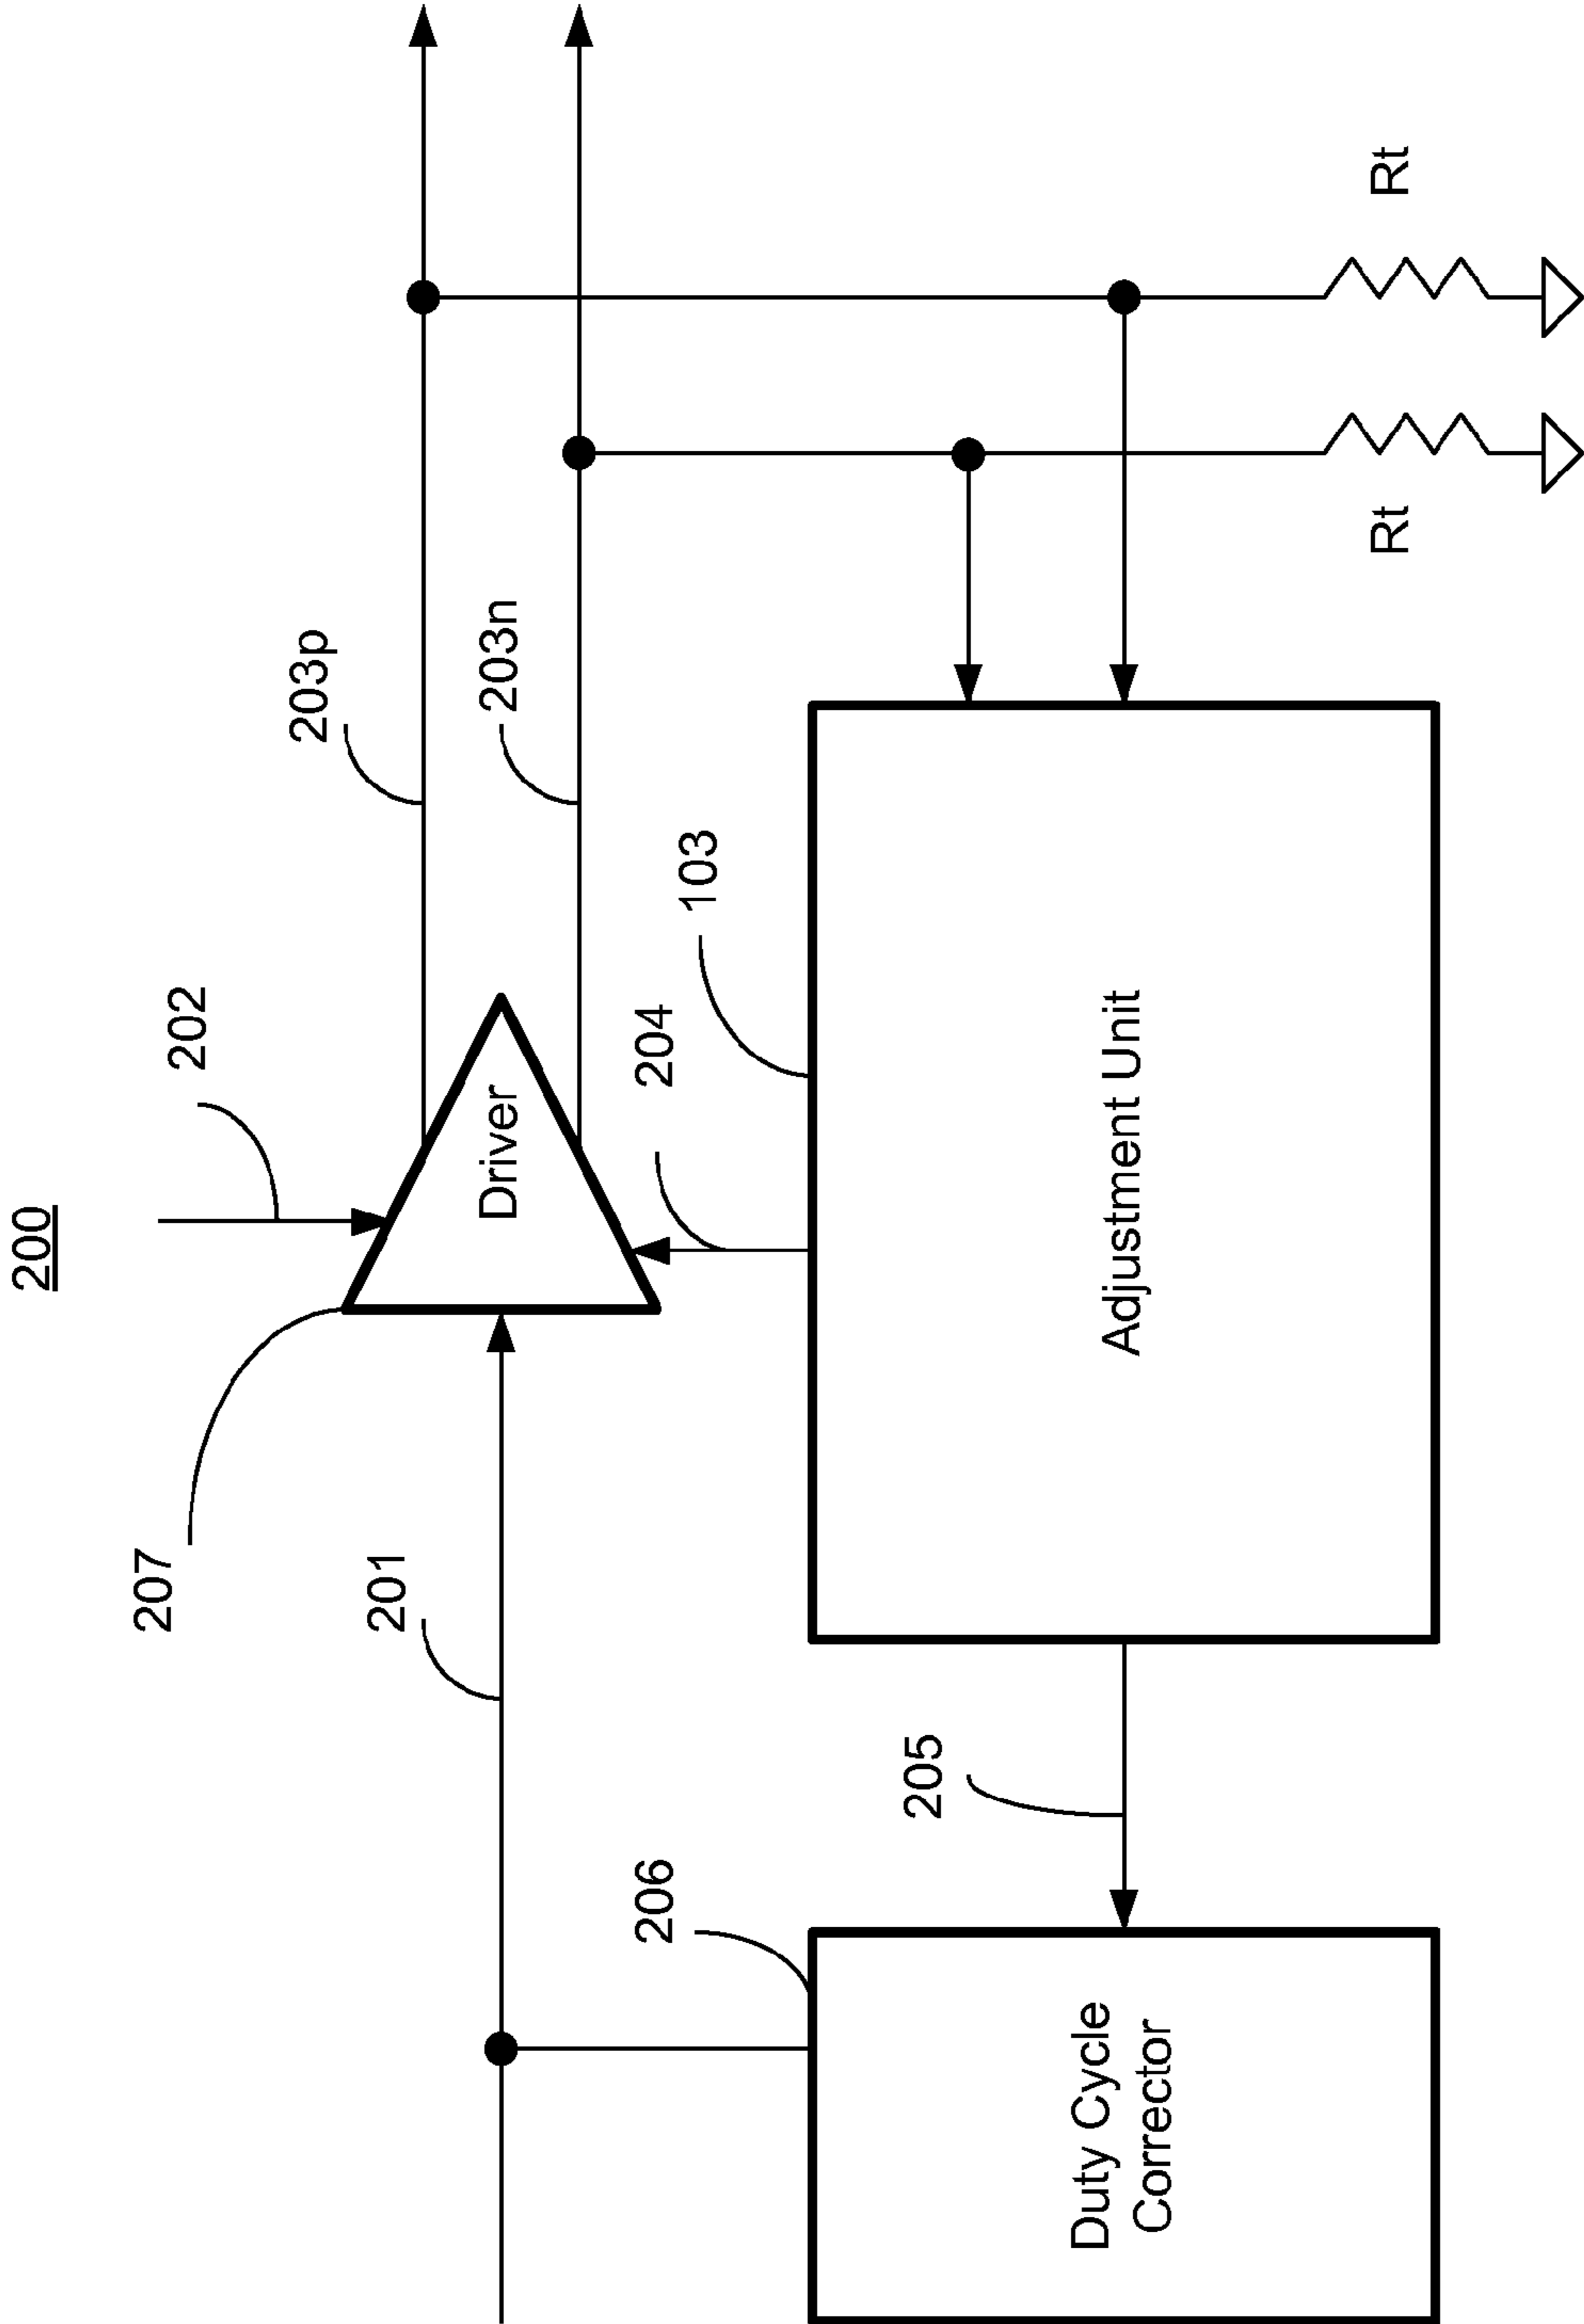 200
202
207
203p
201
203n
Driver
204
103
206
205
Adjustment Unit
Duty Cycle
Corrector
Rt
Rt